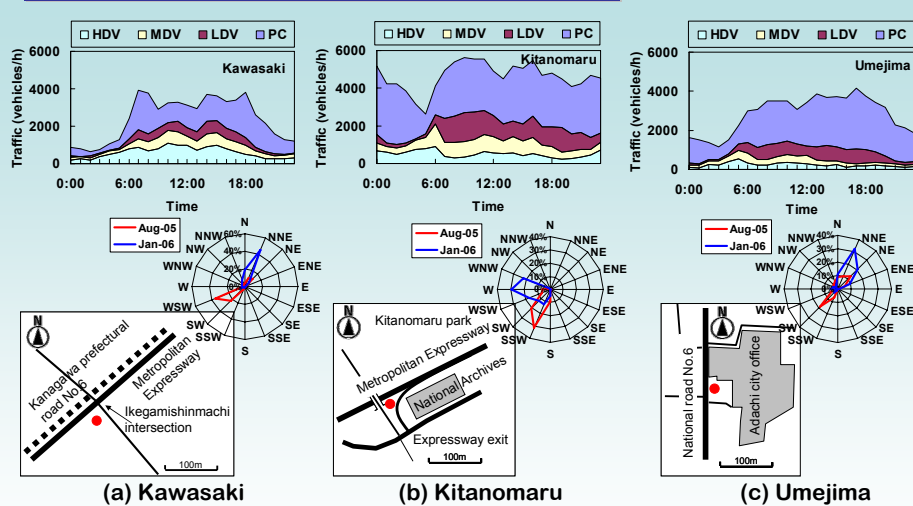 HDV MDV LDV PC
6000
4000
2000
0
Traffic (vehicles/h)
Kawasaki
0:00 6:00 12:00 18:00
Time
HDV MDV LDV PC
6000
4000
2000
0
Traffic (vehicles/h)
Kitanomaru
0:00 6:00 12:00 18:00
Time
HDV MDV LDV PC
6000
4000
2000
0
Traffic (vehicles/h)
Umejima
0:00 6:00 12:00 18:00
Time
Aug-05
Jan-06
60%
40%
20%
0%
N
NNE
NE
ENE
E
ESE
SE
SSE
S
SSW
SW
WSW
W
WNW
NW
NNW
Aug-05
Jan-06
40%
30%
20%
10%
0%
N
NNE
NE
ENE
E
ESE
SE
SSE
S
SSW
SW
WSW
W
WNW
NW
NNW
Aug-05
Jan-06
40%
30%
20%
10%
0%
N
NNE
NE
ENE
E
ESE
SE
SSE
S
SSW
SW
WSW
W
WNW
NW
NNW
N
Kanagawa prefectural
road No.6
Metropolitan
Expressway
Ikegamishinmachi
intersection
100m
(a) Kawasaki
N
Kitanomaru park
Metropolitan Expressway
National Archives
Expressway exit
100m
(b) Kitanomaru
N
National road No.6
Adachi city office
100m
(c) Umejima